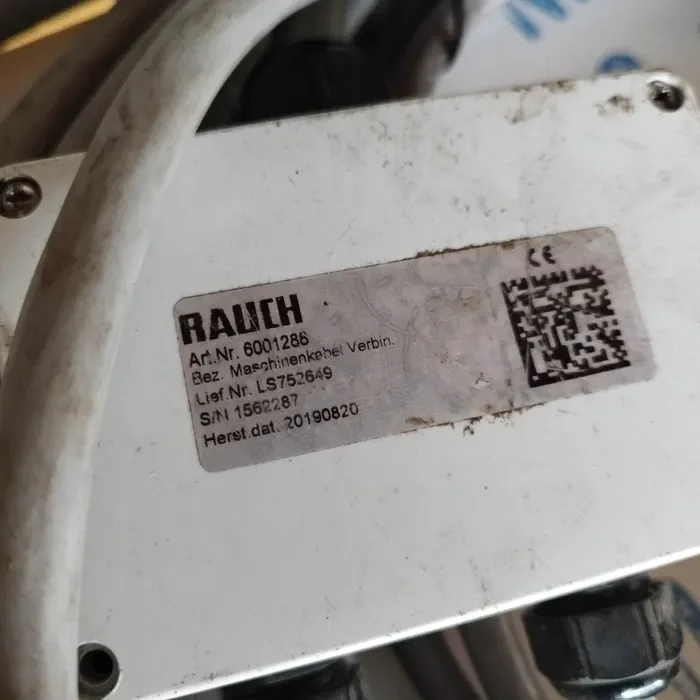 CE
RAUCH
Art.Nr. 6001286
Bez. Maschinenkabel Verbin.
Lief.Nr. LS752649
S/N 1562287
Herst.dat. 20190820